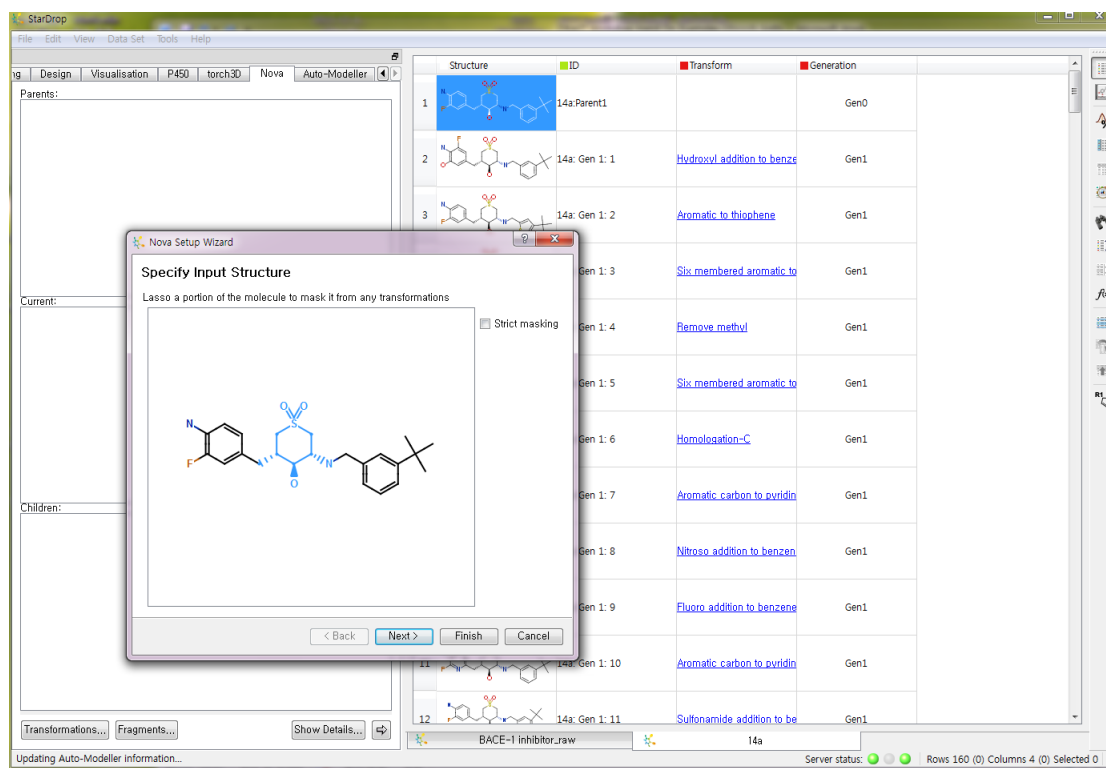 StarDrop
File Edit View Data Set Tools Help
Design Visualisation P450 torch3D Nova Auto-Modeller
Parents:
Current:
Children:
Structure ID Transform Generation
1 14a:Parent1 Gen0
2 14a: Gen 1: 1 Hydroxyl addition to benze Gen1
3 14a: Gen 1: 2 Aromatic to thiophene Gen1
Gen 1: 3 Six membered aromatic to Gen1
Gen 1: 4 Remove methyl Gen1
Gen 1: 5 Six membered aromatic to Gen1
Gen 1: 6 Homologation-C Gen1
Gen 1: 7 Aromatic carbon to pyridin Gen1
Gen 1: 8 Nitroso addition to benzen Gen1
Gen 1: 9 Fluoro addition to benzene Gen1
11 14a: Gen 1: 10 Aromatic carbon to pyridin Gen1
12 14a: Gen 1: 11 Sulfonamide addition to be Gen1
Nova Setup Wizard
Specify Input Structure
Lasso a portion of the molecule to mask it from any transformations
Strict masking
O O
S
N
F
N
O
< Back Next > Finish Cancel
Transformations... Fragments... Show Details...
BACE-1 inhibitor_raw 14a
Updating Auto-Modeller information... Server status: Rows 160 (0) Columns 4 (0) Selected 0